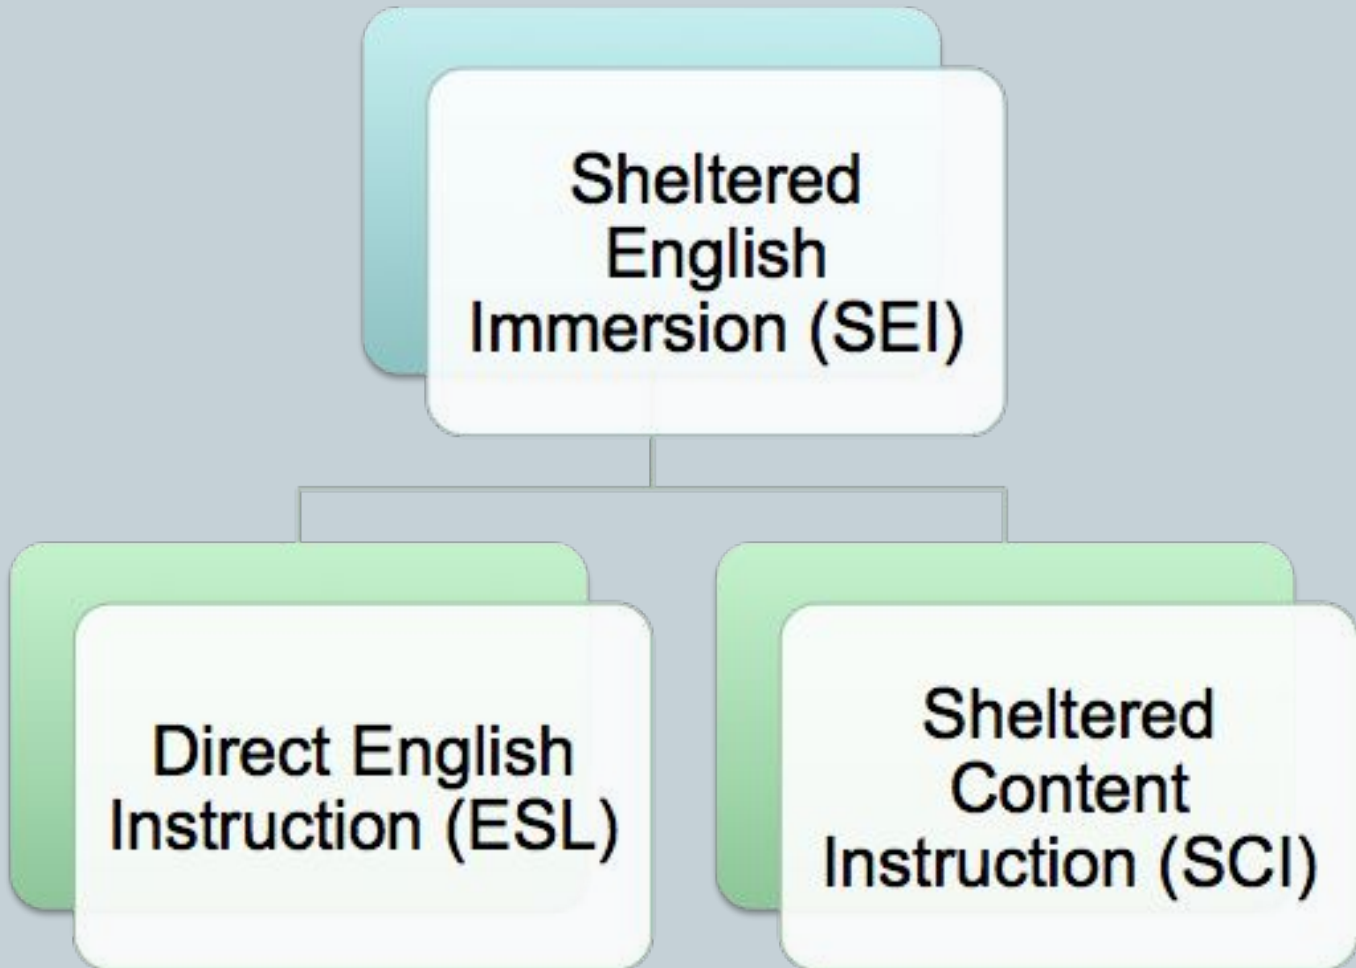 Sheltered
English
Immersion (SEI)
Direct English
Instruction (ESL)
Sheltered
Content
Instruction (SCI)